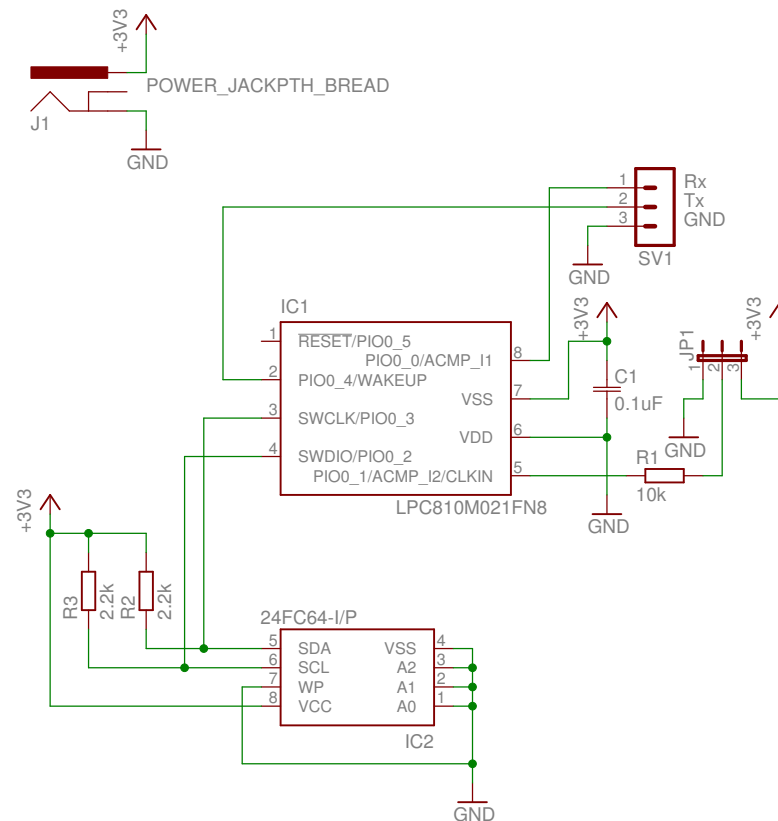 +3V3
POWER_JACKPTH_BREAD
J1
GND
1 Rx
2 Tx
3 GND
SV1
GND
IC1
+3V3
+3V3
JP1
1 RESET/PIO0_5
PIO0_0/ACMP_I1 8
2 PIO0_4/WAKEUP
VSS 7
C1
0.1uF
1 2 3
3 SWCLK/PIO0_3
VDD 6
GND
4 SWDIO/PIO0_2
PIO0_1/ACMP_I2/CLKIN 5
R1
10k
LPC810M021FN8
GND
+3V3
R3
2.2k
R2
2.2k
24FC64-I/P
5 SDA VSS 4
6 SCL A2 3
7 WP A1 2
8 VCC A0 1
IC2
GND